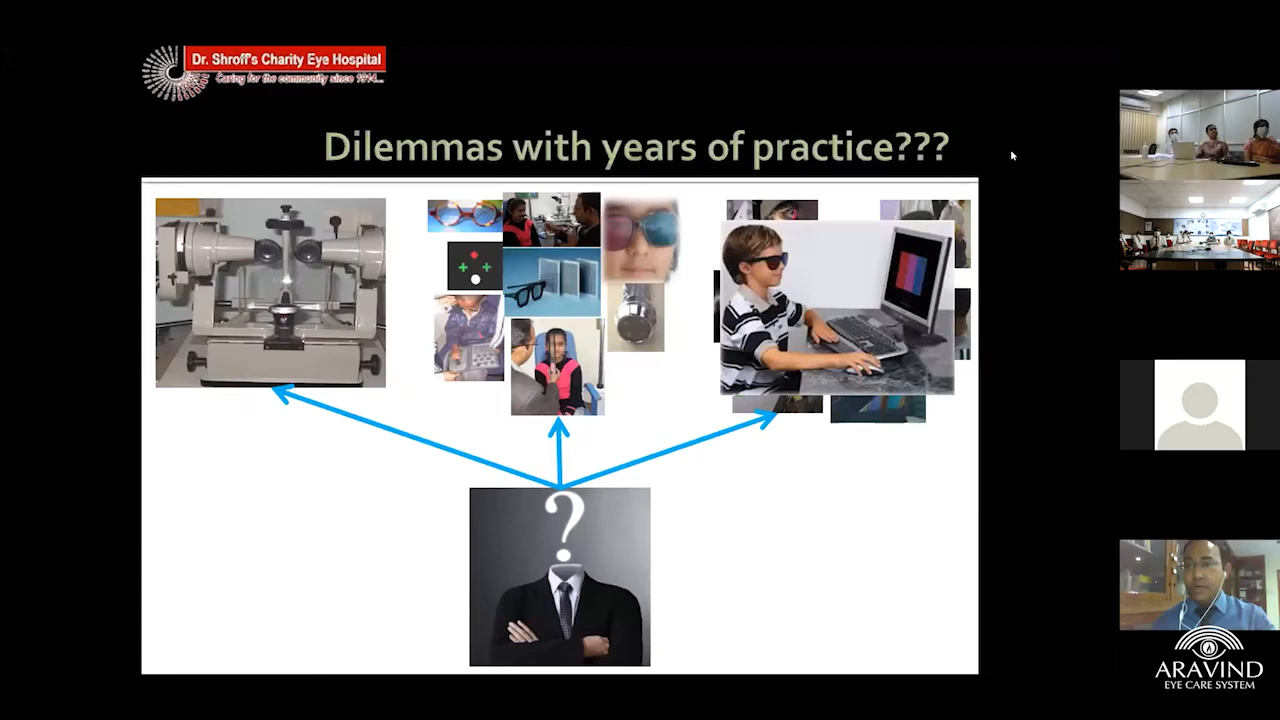 Dr. Shroff's Charity Eye Hospital
Caring for the community since 1914...
Dilemmas with years of practice???
?
ARAVIND
EYE CARE SYSTEM